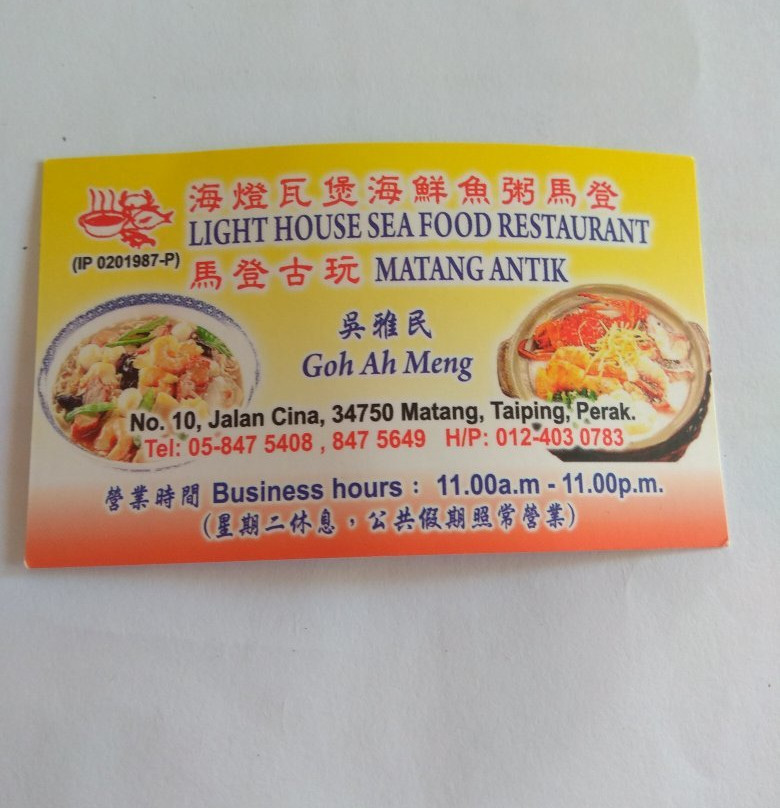 海燈瓦煲海鮮魚粥馬登
LIGHT HOUSE SEA FOOD RESTAURANT
(IP 0201987-P)
馬登古玩 MATANG ANTIK
吳雅民
Goh Ah Meng
No. 10, Jalan Cina, 34750 Matang, Taiping, Perak.
Tel: 05-847 5408 , 847 5649 H/P: 012-403 0783
營業時間 Business hours : 11.00a.m - 11.00p.m.
(星期二休息，公共假期照常營業)